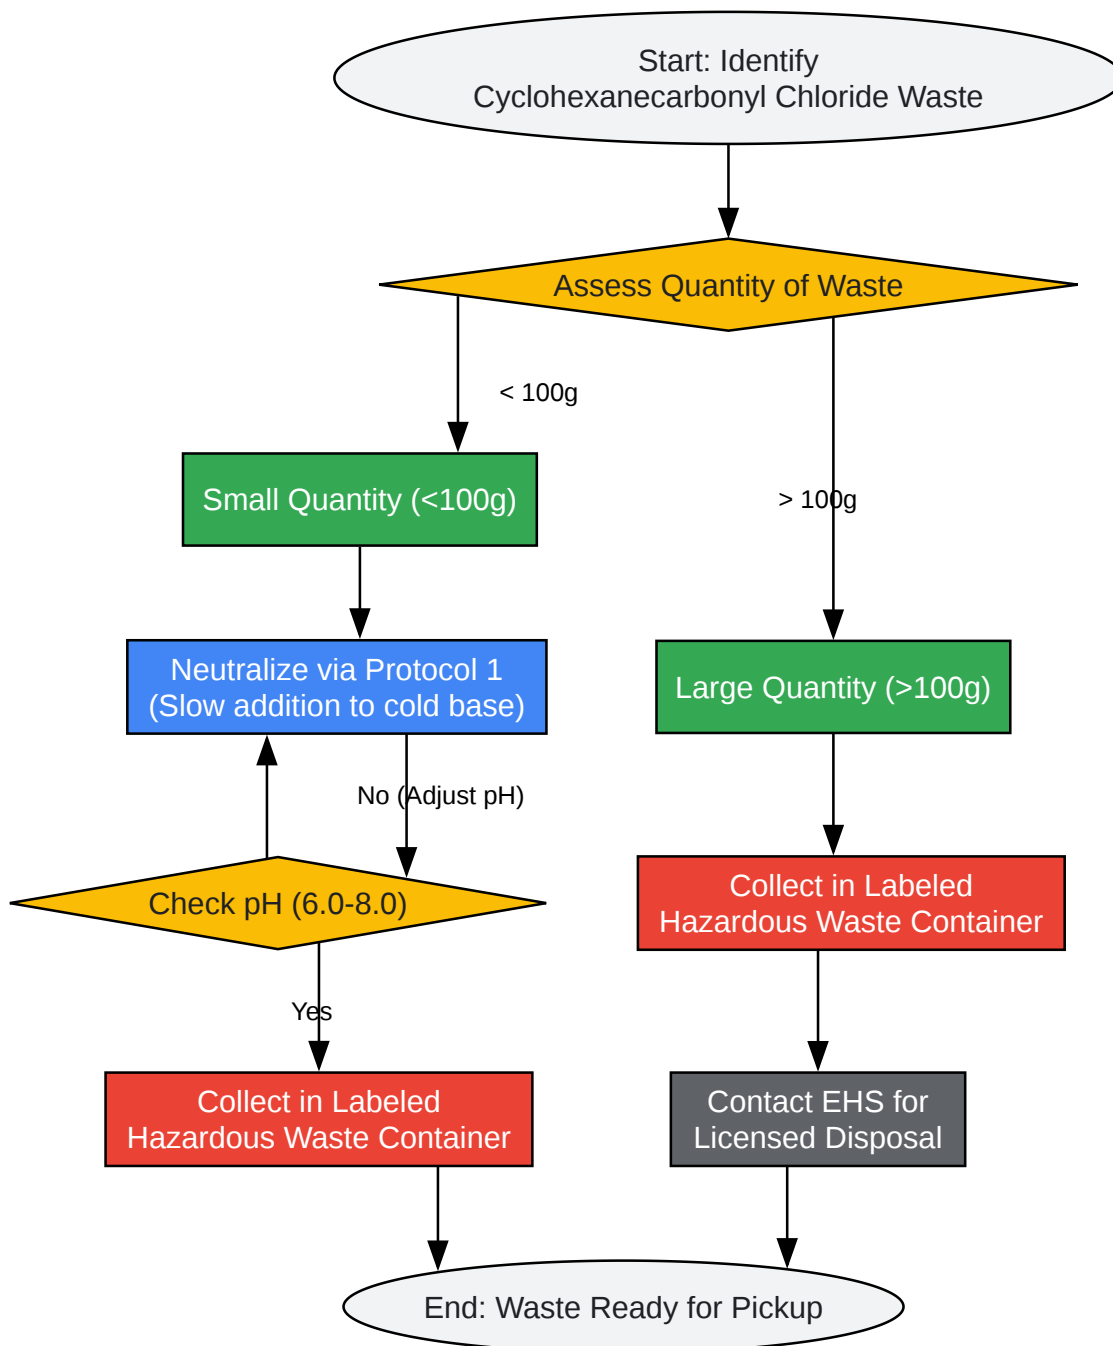 Start: Identify
Cyclohexanecarbonyl Chloride Waste
Assess Quantity of Waste
< 100g
Small Quantity (<100g)
> 100g
Neutralize via Protocol 1
(Slow addition to cold base)
Large Quantity (>100g)
No (Adjust pH)
Check pH (6.0-8.0)
Collect in Labeled
Hazardous Waste Container
Yes
Collect in Labeled
Hazardous Waste Container
Contact EHS for
Licensed Disposal
End: Waste Ready for Pickup